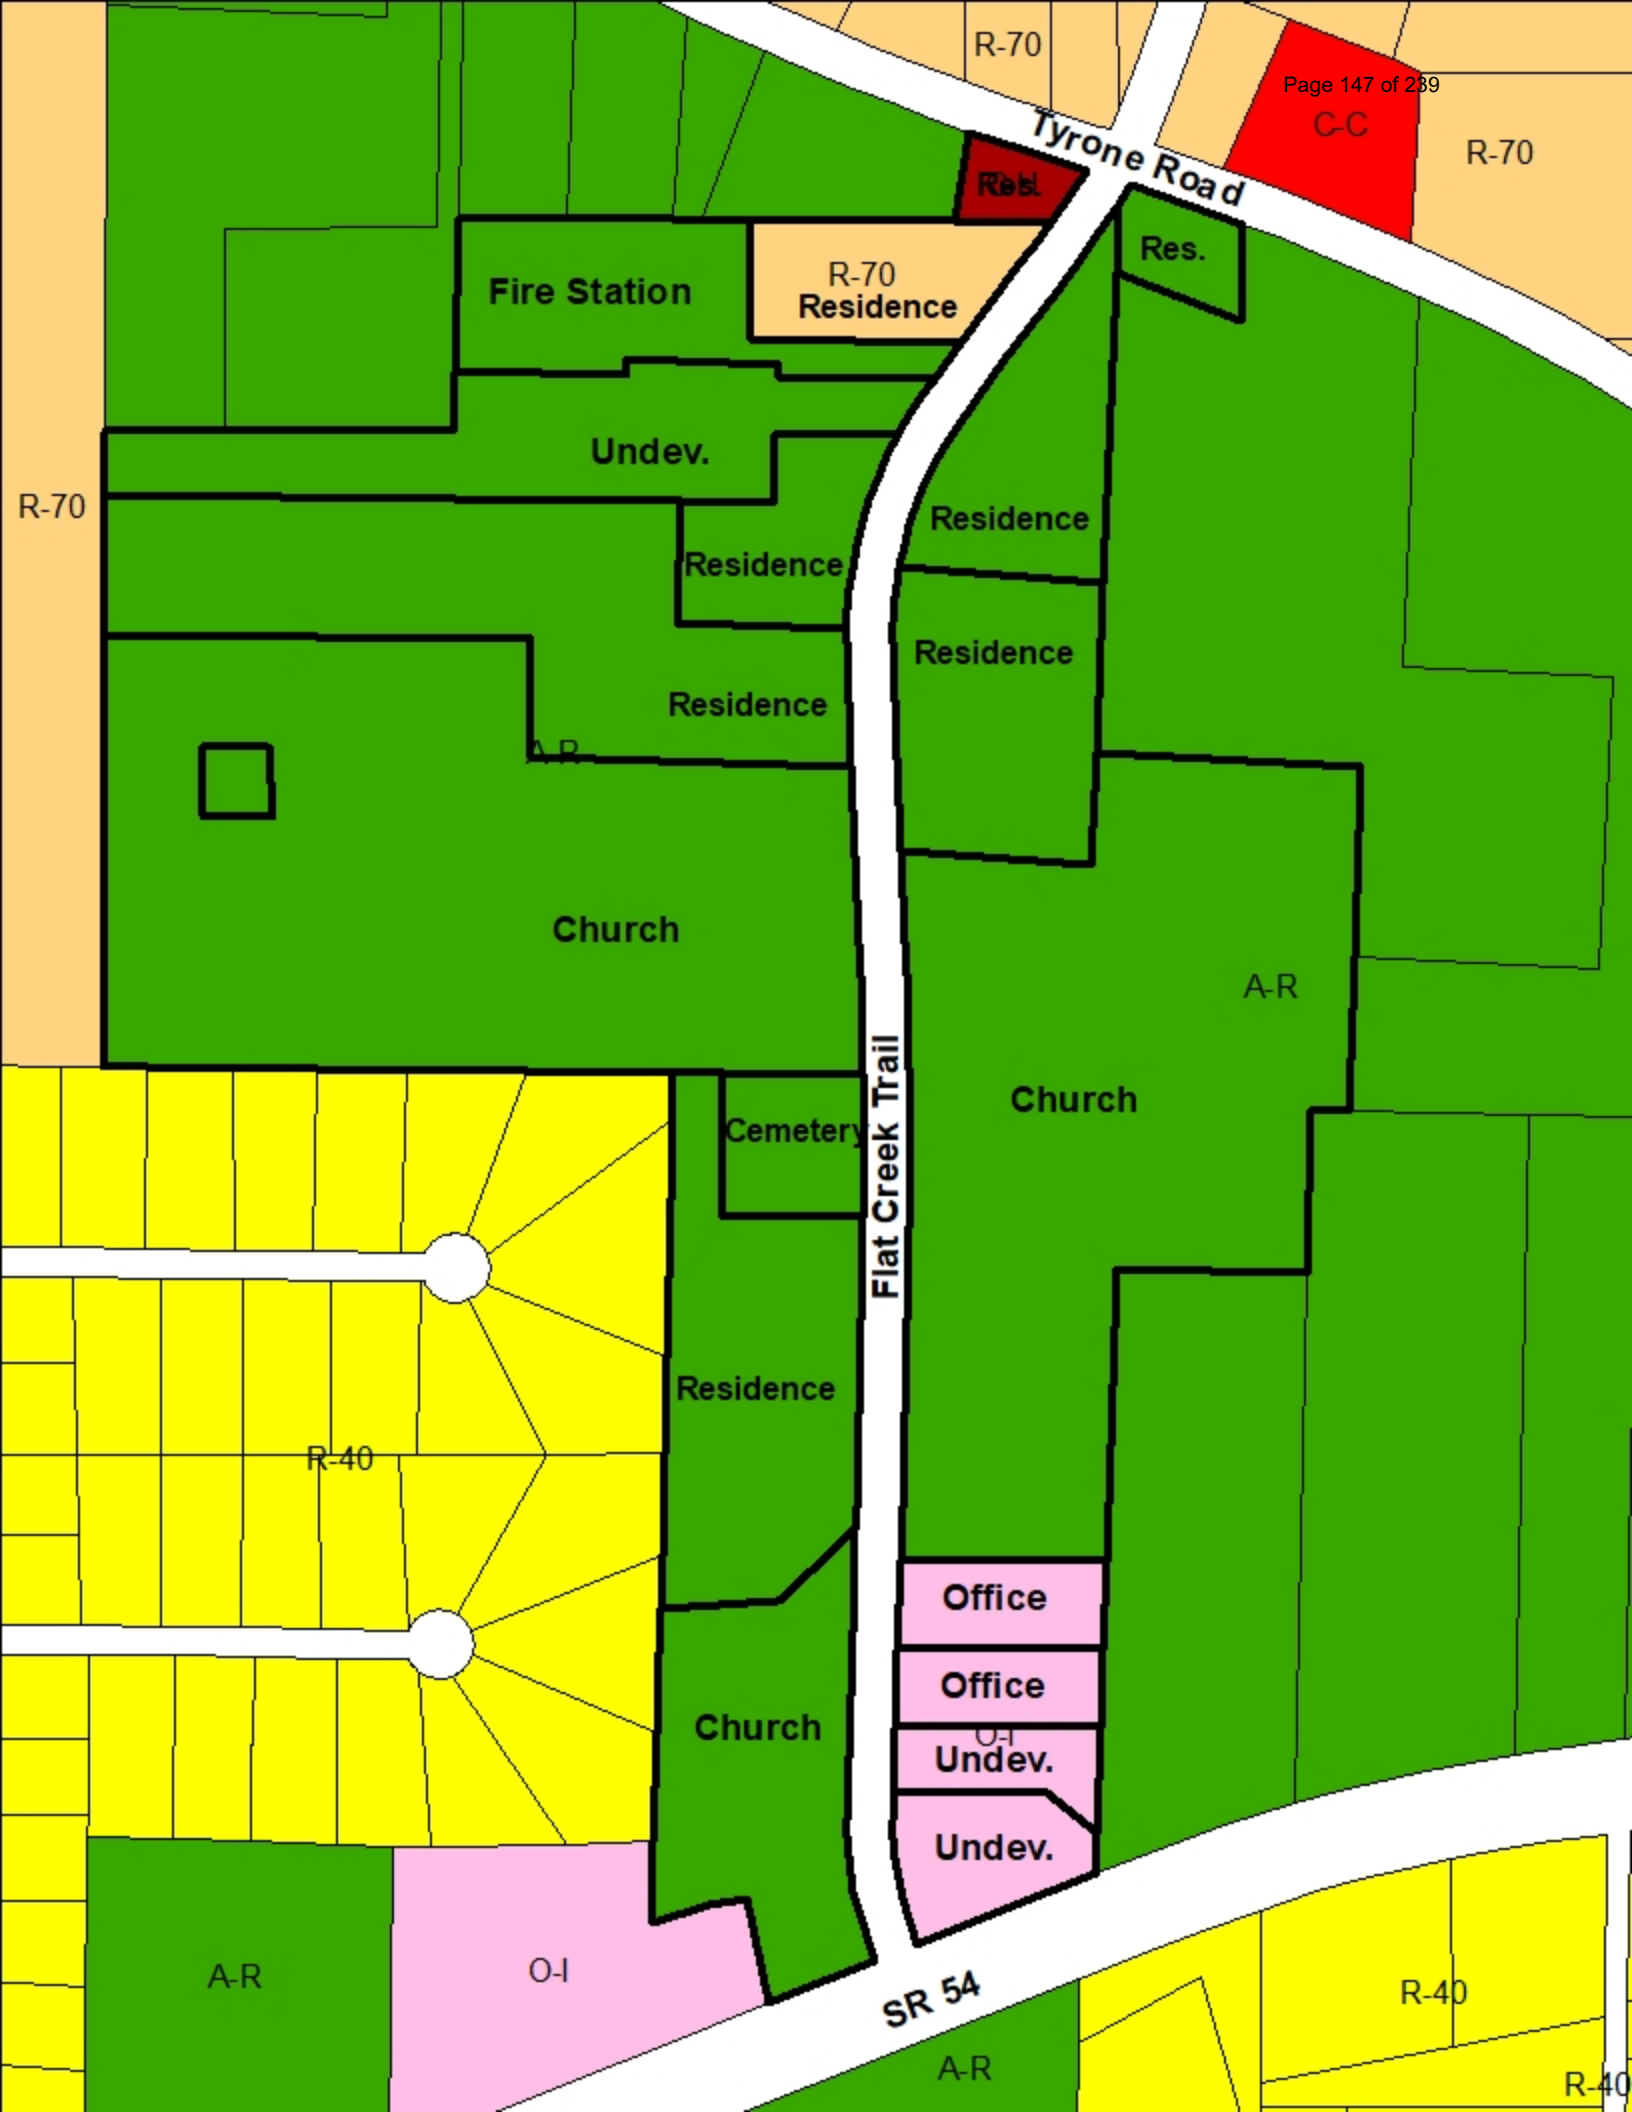 R-70
Page 147 of 239
C-C
Tyrone Road
R-70
Res.
Res.
R-70
Fire Station
Residence
Undev.
R-70
Residence
Residence
Residence
Residence
A-R
Church
A-R
Church
Cemetery
Flat Creek Trail
Residence
R-40
Office
Office
Church
O-I
Undev.
Undev.
A-R
O-I
SR 54
R-40
A-R
R-40